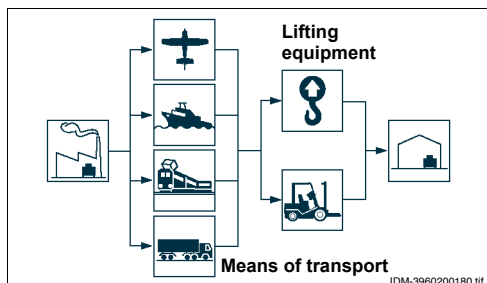 Lifting
equipment
Means of transport
IDM-3960200180.tif